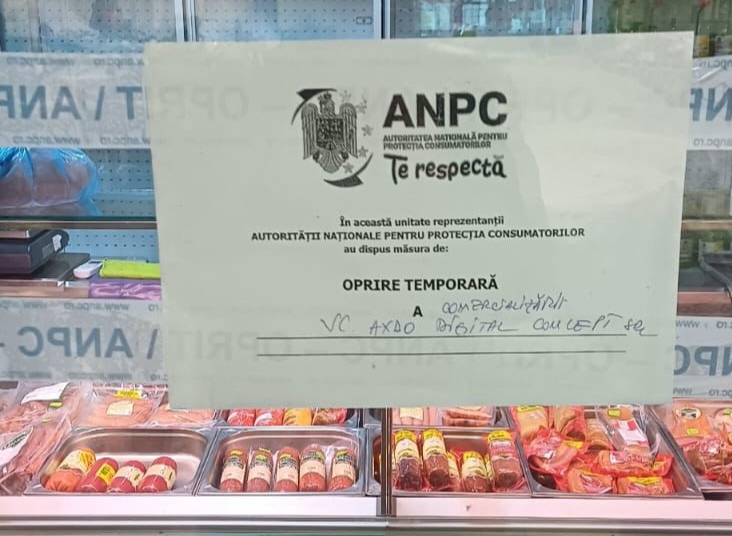 ANPC
AUTORITATEA NAȚIONALĂ PENTRU
PROTECȚIA CONSUMATORILOR
Te respectă
În această unitate reprezentanții
AUTORITĂȚII NAȚIONALE PENTRU PROTECȚIA CONSUMATORILOR
au dispus măsura de:
OPRIRE TEMPORARĂ
A COMERCIALIZĂRII
AXDO DIGITAL CONCEPT SRL